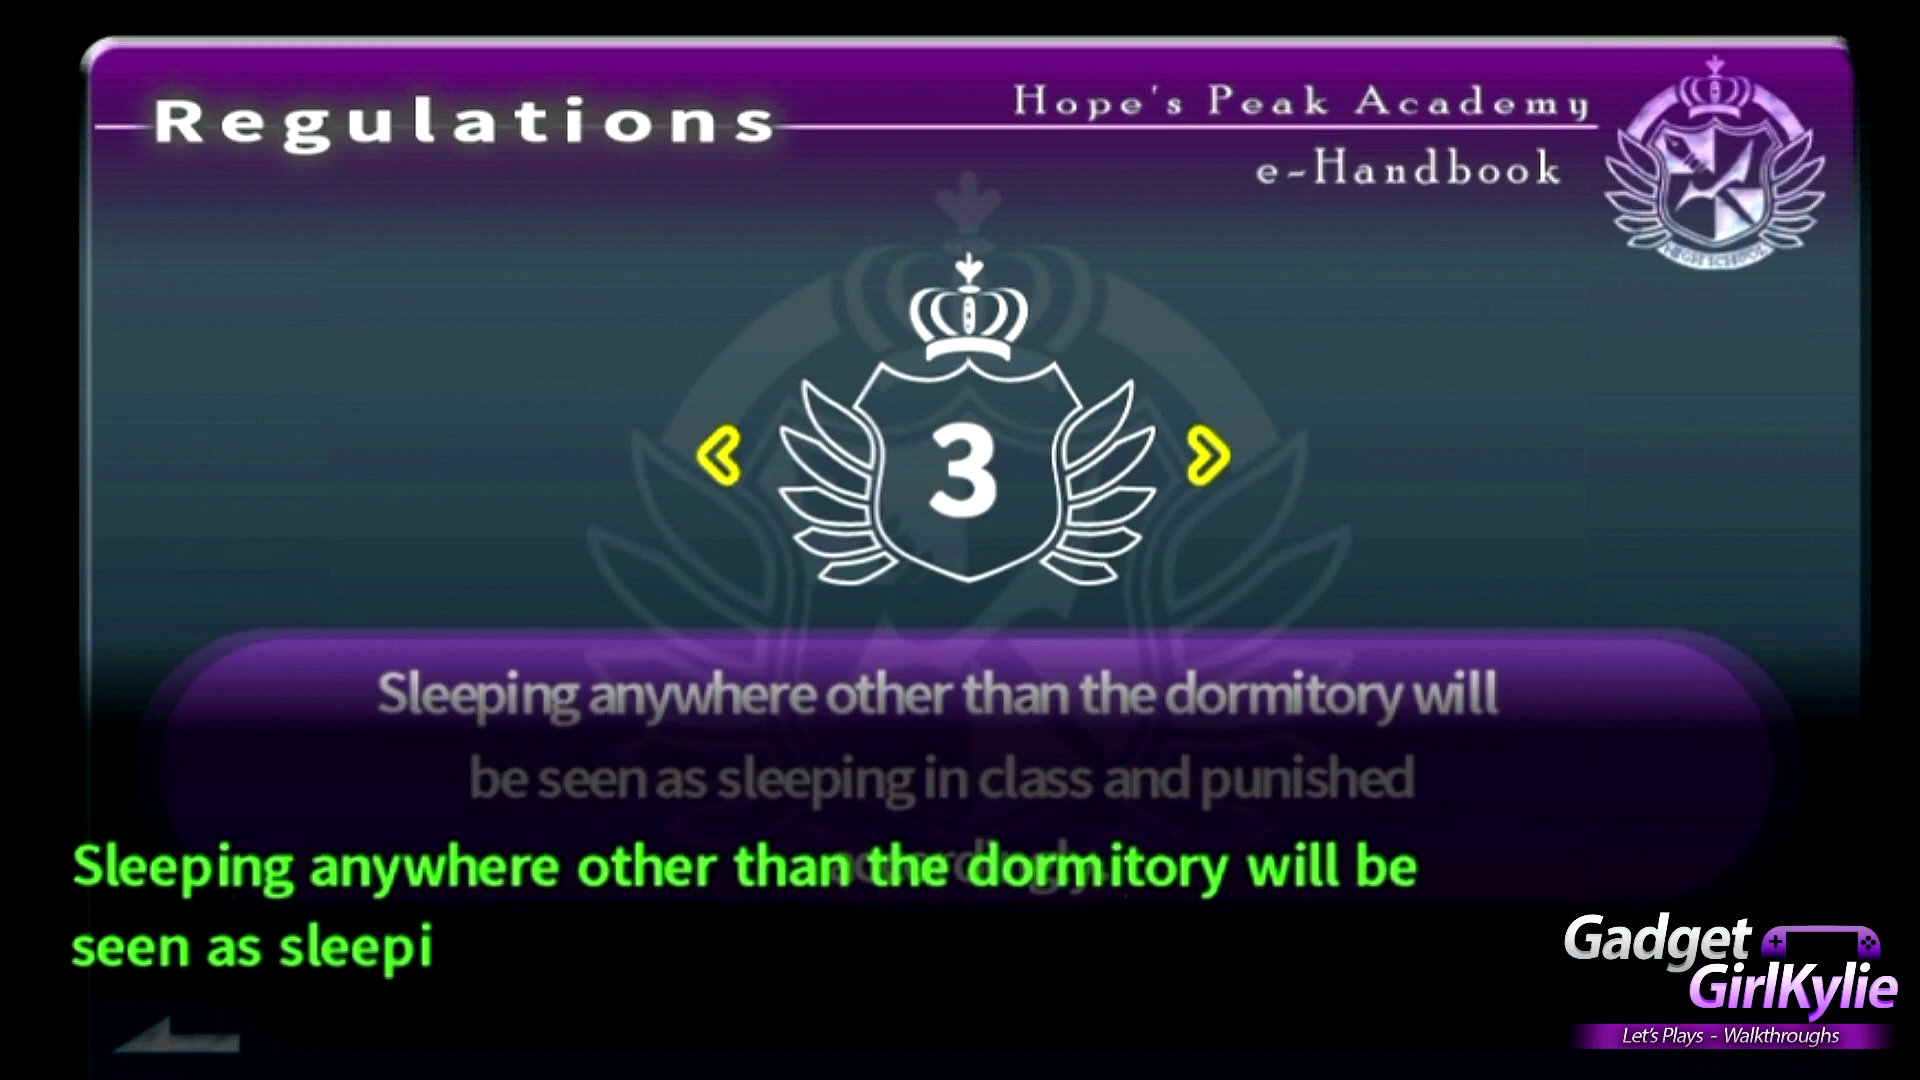 Regulations
Hope's Peak Academy
e-Handbook
3
Sleeping anywhere other than the dormitory will
be seen as sleeping in class and punished
accordingly.
Sleeping anywhere other than the dormitory will be
seen as sleepi
Gadget
GirlKylie
Let's Plays - Walkthroughs